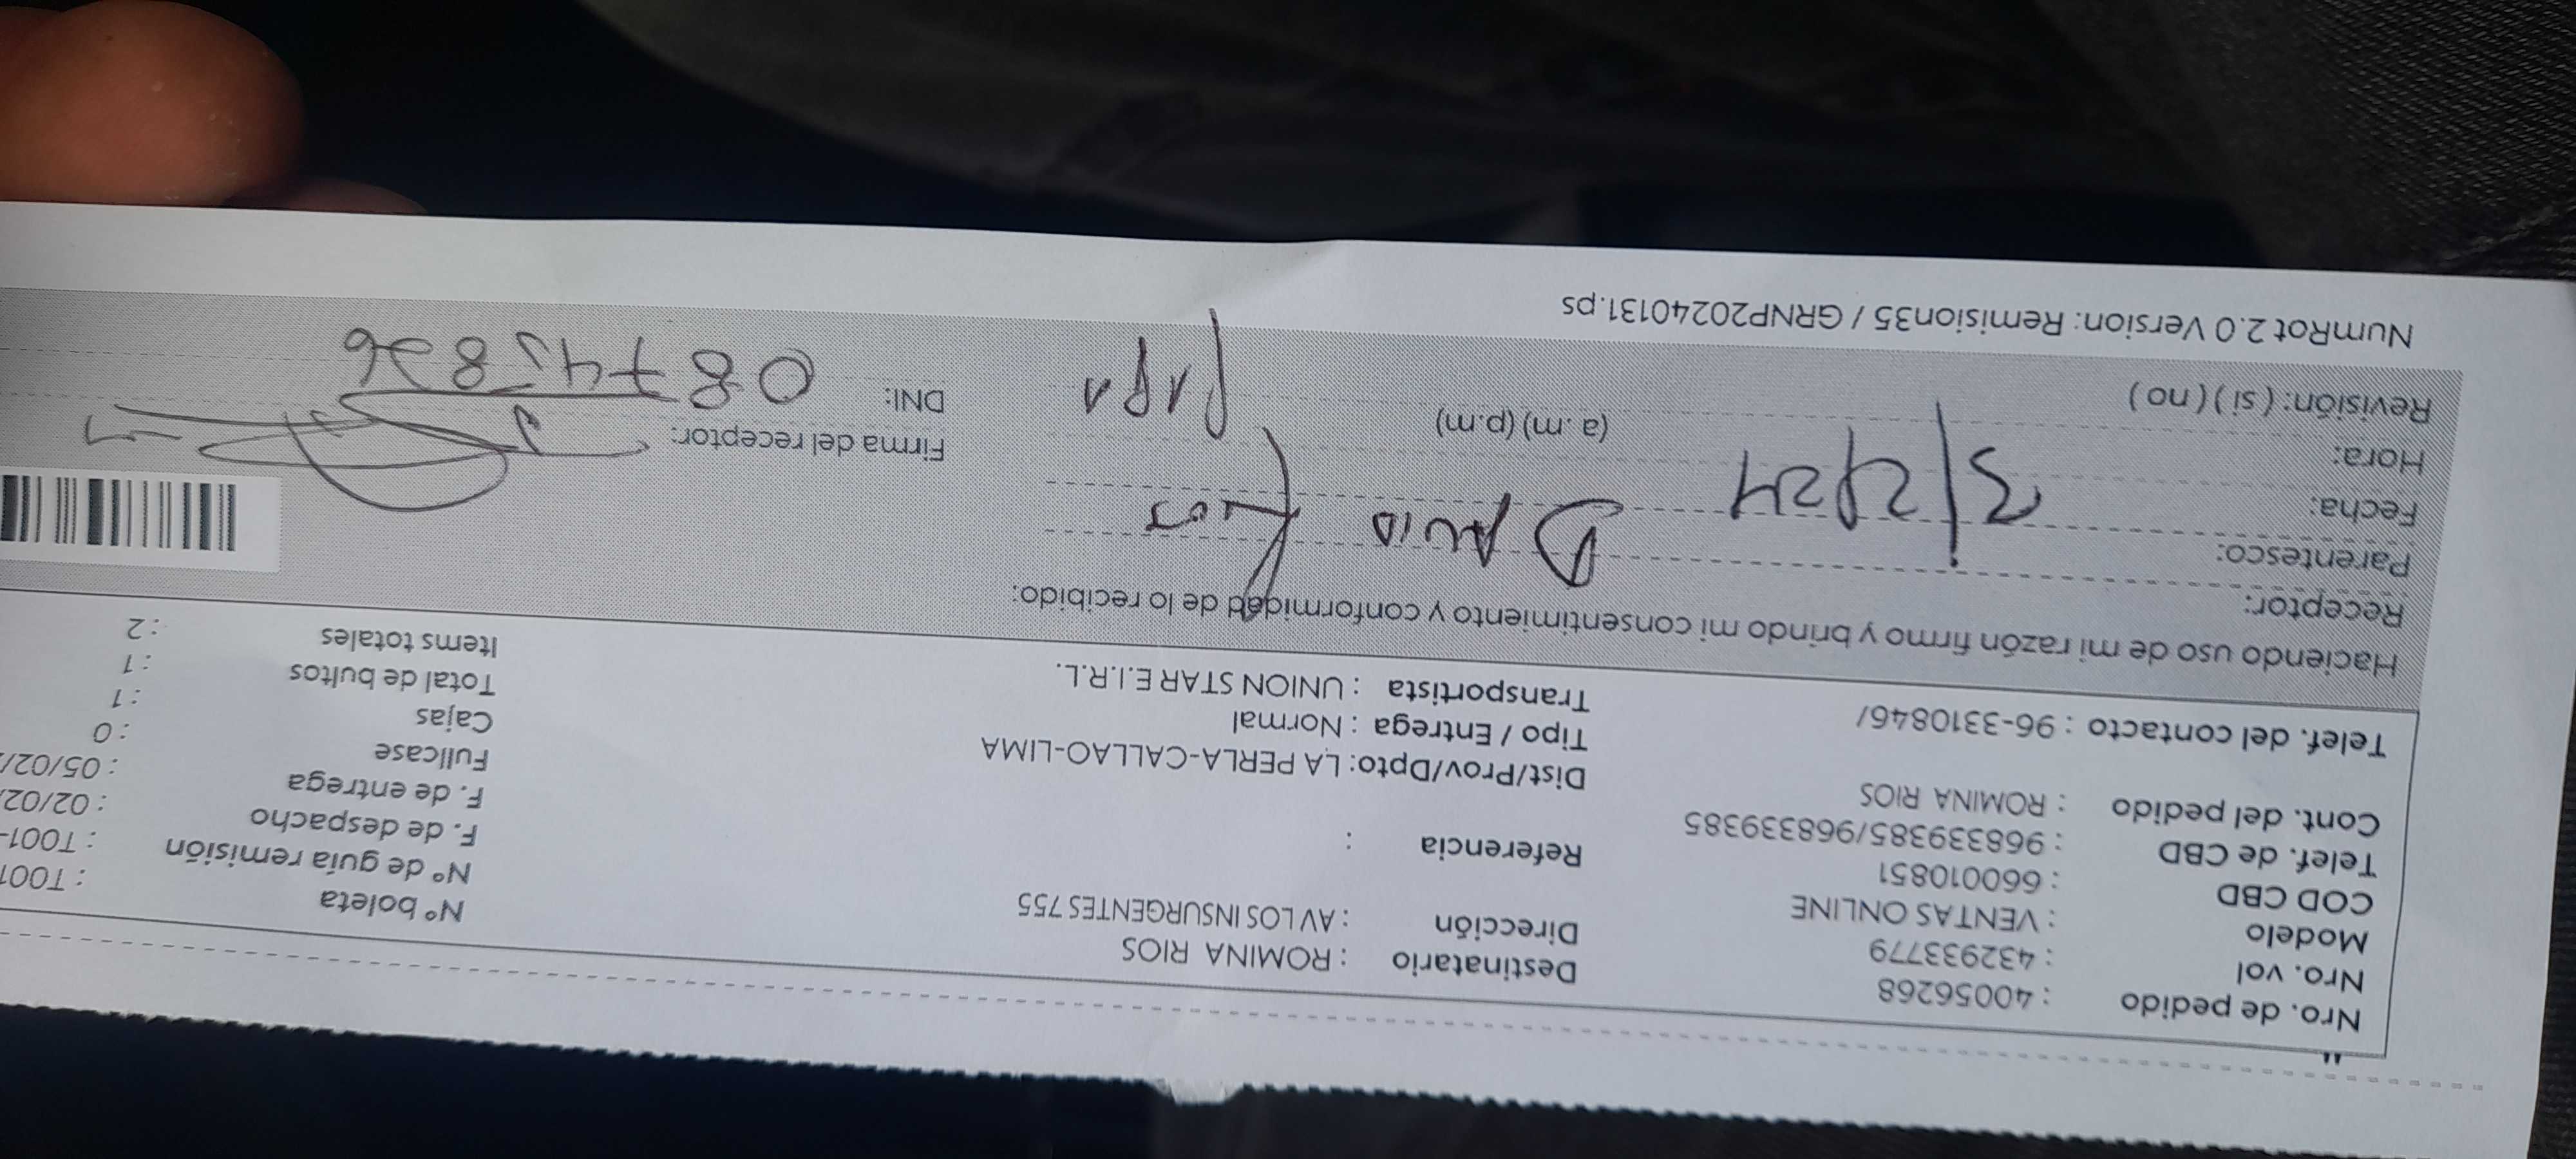 Nro. de pedido : 40056268
Nro. vol : 432933779
Modelo : VENTAS ONLINE
COD CBD : 660010851
Telef. de CBD : 968339385/968339385
Cont. del pedido : ROMINA RIOS
Telef. del contacto : 96-3310846/
Destinatario : ROMINA RIOS
Dirección : AV LOS INSURGENTES 755
Referencia :
Dist/Prov/Dpto: LA PERLA-CALLAO-LIMA
Tipo / Entrega : Normal
Transportista : UNION STAR E.I.R.L.
N° boleta : T001
N° de guía remisión : T001-
F. de despacho : 02/02/
F. de entrega : 05/02/
Fullcase : 0
Cajas : 1
Total de bultos : 1
Items totales : 2
Haciendo uso de mi razón firmo y brindo mi consentimiento y conformidad de lo recibido:
Receptor: DAVID RIOS
Parentesco: PAPA
Fecha: 3/2/24
Hora: (a.m) (p.m)
Revisión: ( si ) ( no )
Firma del receptor:
DNI: 08745826
NumRot 2.0 Version: Remision35 / GRNP20240131.ps